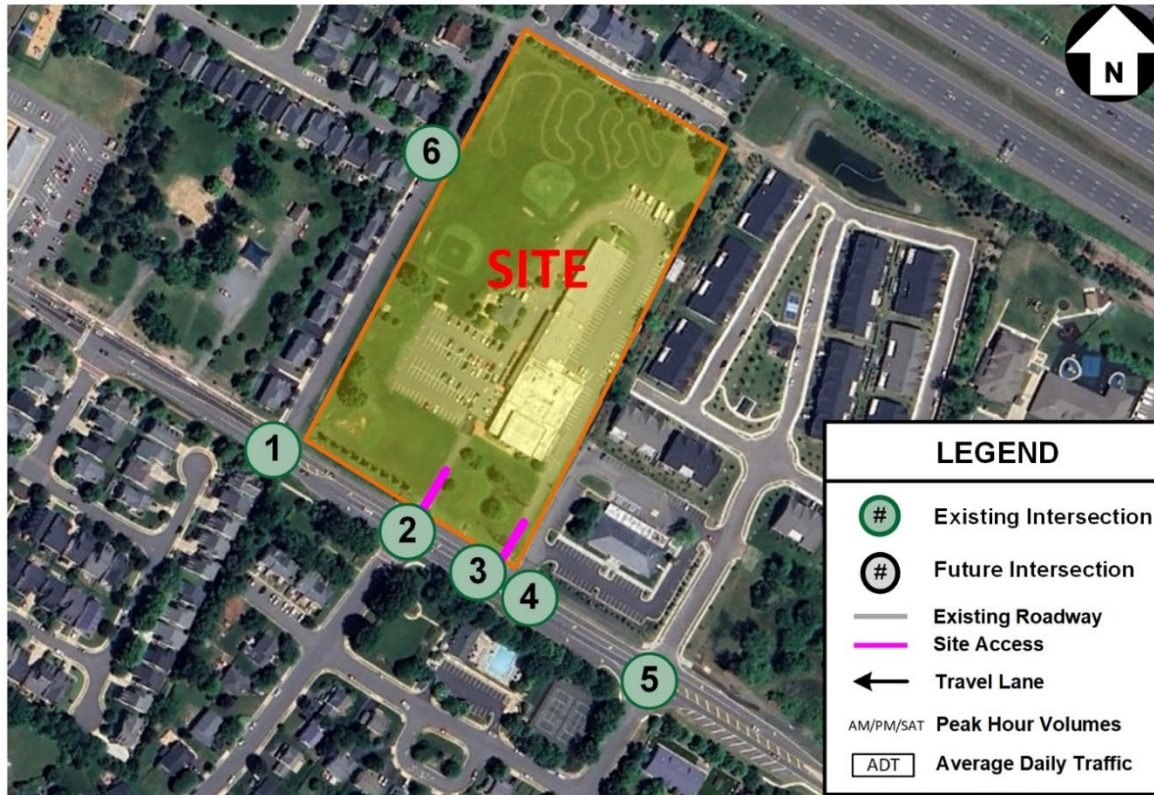 N
6
SITE
1
2
3
4
5
LEGEND
# Existing Intersection
# Future Intersection
Existing Roadway
Site Access
Travel Lane
AM/PM/SAT Peak Hour Volumes
ADT Average Daily Traffic